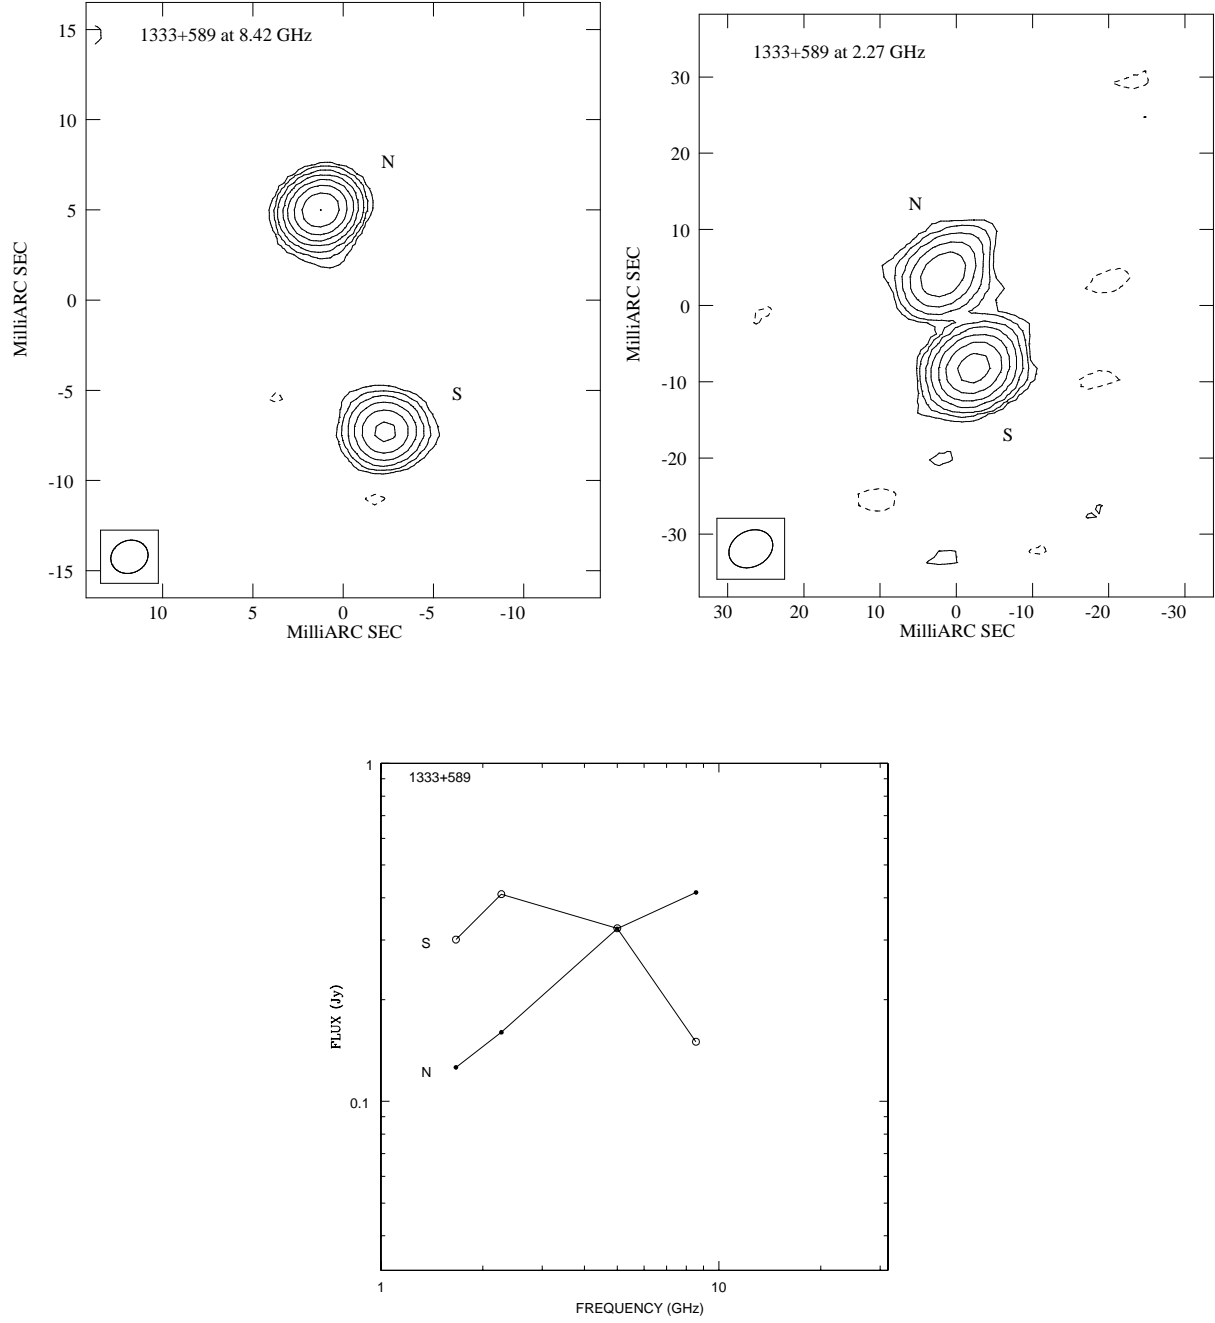 1333+589 at 8.42 GHz
N
S
MilliARC SEC
15
10
5
0
-5
-10
-15
10 5 0 -5 -10
MilliARC SEC
1333+589 at 2.27 GHz
N
S
MilliARC SEC
30
20
10
0
-10
-20
-30
30 20 10 0 -10 -20 -30
MilliARC SEC
1333+589
S
N
FLUX (Jy)
1
0.1
1 10
FREQUENCY (GHz)